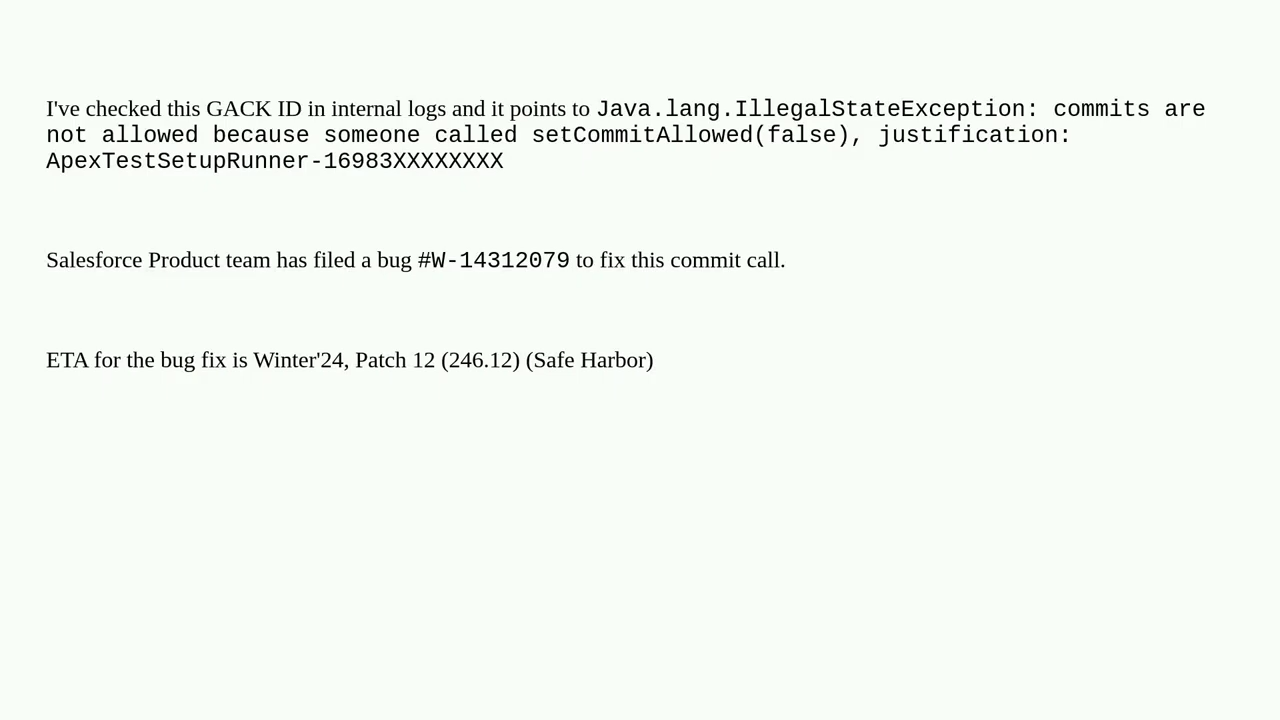 I've checked this GACK ID in internal logs and it points to Java.lang.IllegalStateException: commits are
not allowed because someone called setCommitAllowed(false), justification:
ApexTestSetupRunner-16983XXXXXXXX
Salesforce Product team has filed a bug #W-14312079 to fix this commit call.
ETA for the bug fix is Winter'24, Patch 12 (246.12) (Safe Harbor)